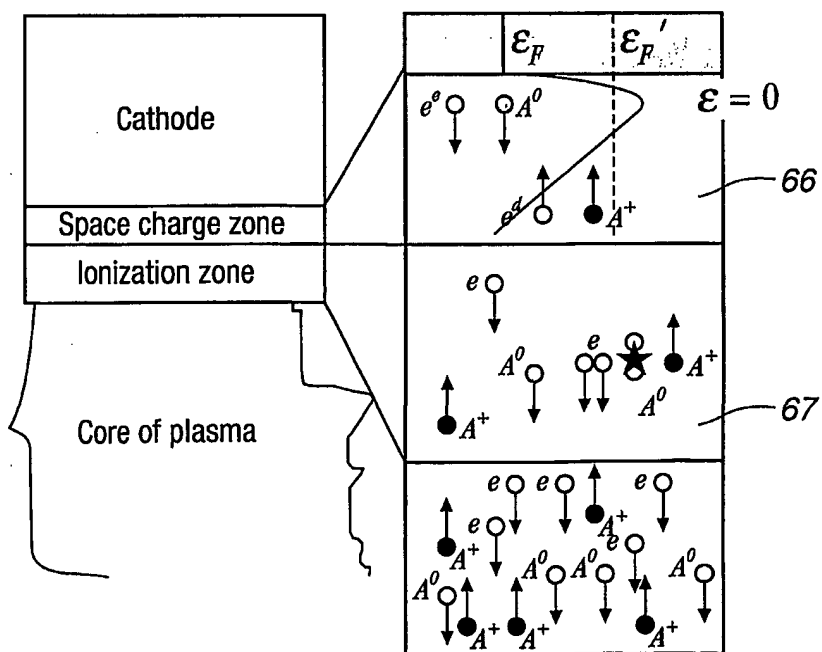 Cathode
Space charge zone
Ionization zone
Core of plasma
ε_F ε_F'
ε = 0
e^e A^0
66
e^d A^+
e
A^0 e A^+
A^0
A^+
67
e e e
A^+
e e
A^+
A^0 A^0 A^0
A^0
A^+ A^+ A^+